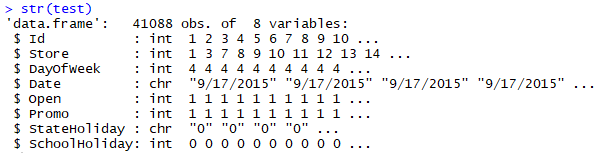 > str(test)
'data.frame':   41088 obs. of  8 variables:
 $ Id           : int  1 2 3 4 5 6 7 8 9 10 ...
 $ Store        : int  1 3 7 8 9 10 11 12 13 14 ...
 $ DayOfWeek    : int  4 4 4 4 4 4 4 4 4 4 ...
 $ Date         : chr  "9/17/2015" "9/17/2015" "9/17/2015" "9/17/2015" ...
 $ Open         : int  1 1 1 1 1 1 1 1 1 1 ...
 $ Promo        : int  1 1 1 1 1 1 1 1 1 1 ...
 $ StateHoliday : chr  "0" "0" "0" "0" ...
 $ SchoolHoliday: int  0 0 0 0 0 0 0 0 0 0 ...